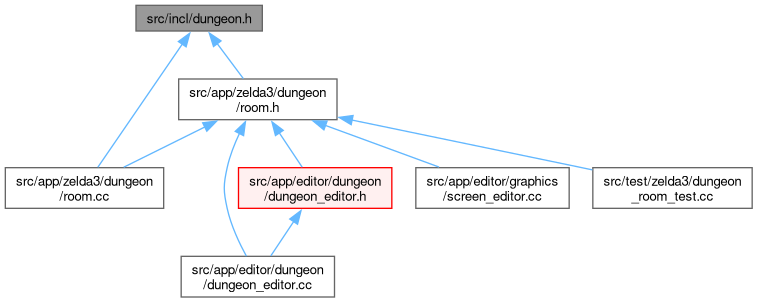 src/incl/dungeon.h
src/app/zelda3/dungeon
/room.h
src/app/zelda3/dungeon
/room.cc
src/app/editor/dungeon
/dungeon_editor.h
src/app/editor/graphics
/screen_editor.cc
src/test/zelda3/dungeon
_room_test.cc
src/app/editor/dungeon
/dungeon_editor.cc